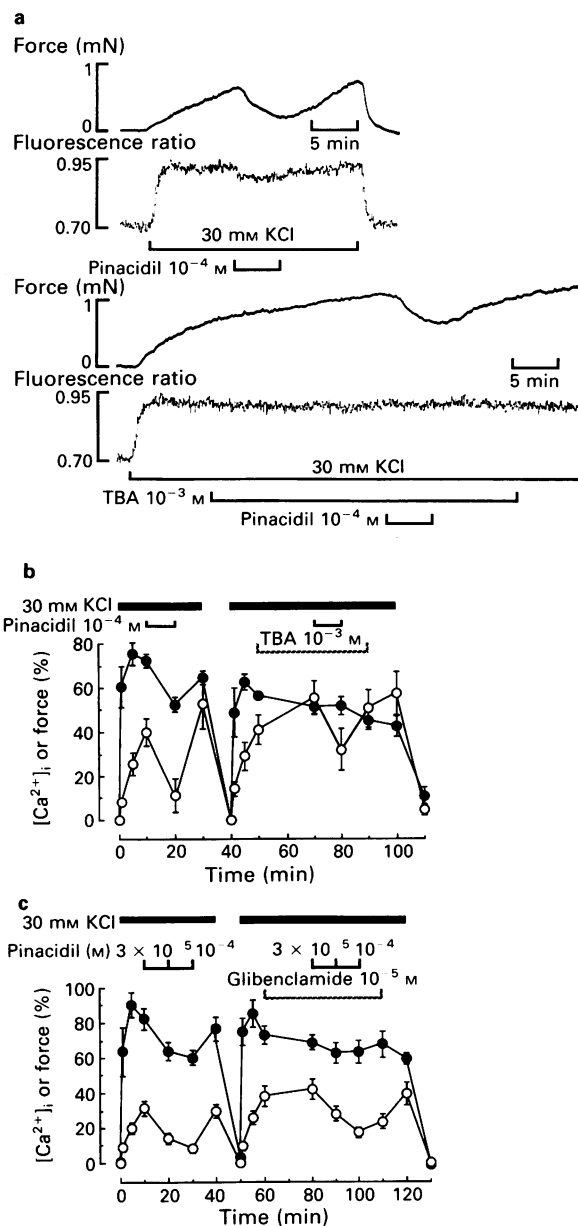 a
Force (mN)
1
0
5 min
Fluorescence ratio
0.95
0.70
30 mM KCl
Pinacidil 10⁻⁴ M
Force (mN)
1
0
5 min
Fluorescence ratio
0.95
0.70
30 mM KCl
TBA 10⁻³ M
Pinacidil 10⁻⁴ M
b
30 mM KCl
Pinacidil 10⁻⁴ M
TBA 10⁻³ M
[Ca²⁺]i or force (%)
80
60
40
20
0
0 20 40 60 80 100
Time (min)
c
30 mM KCl
Pinacidil (M) 3 × 10⁻⁵ 10⁻⁴
3 × 10⁻⁵ 10⁻⁴
Glibenclamide 10⁻⁵ M
[Ca²⁺]i or force (%)
100
80
60
40
20
0
0 20 40 60 80 100 120
Time (min)